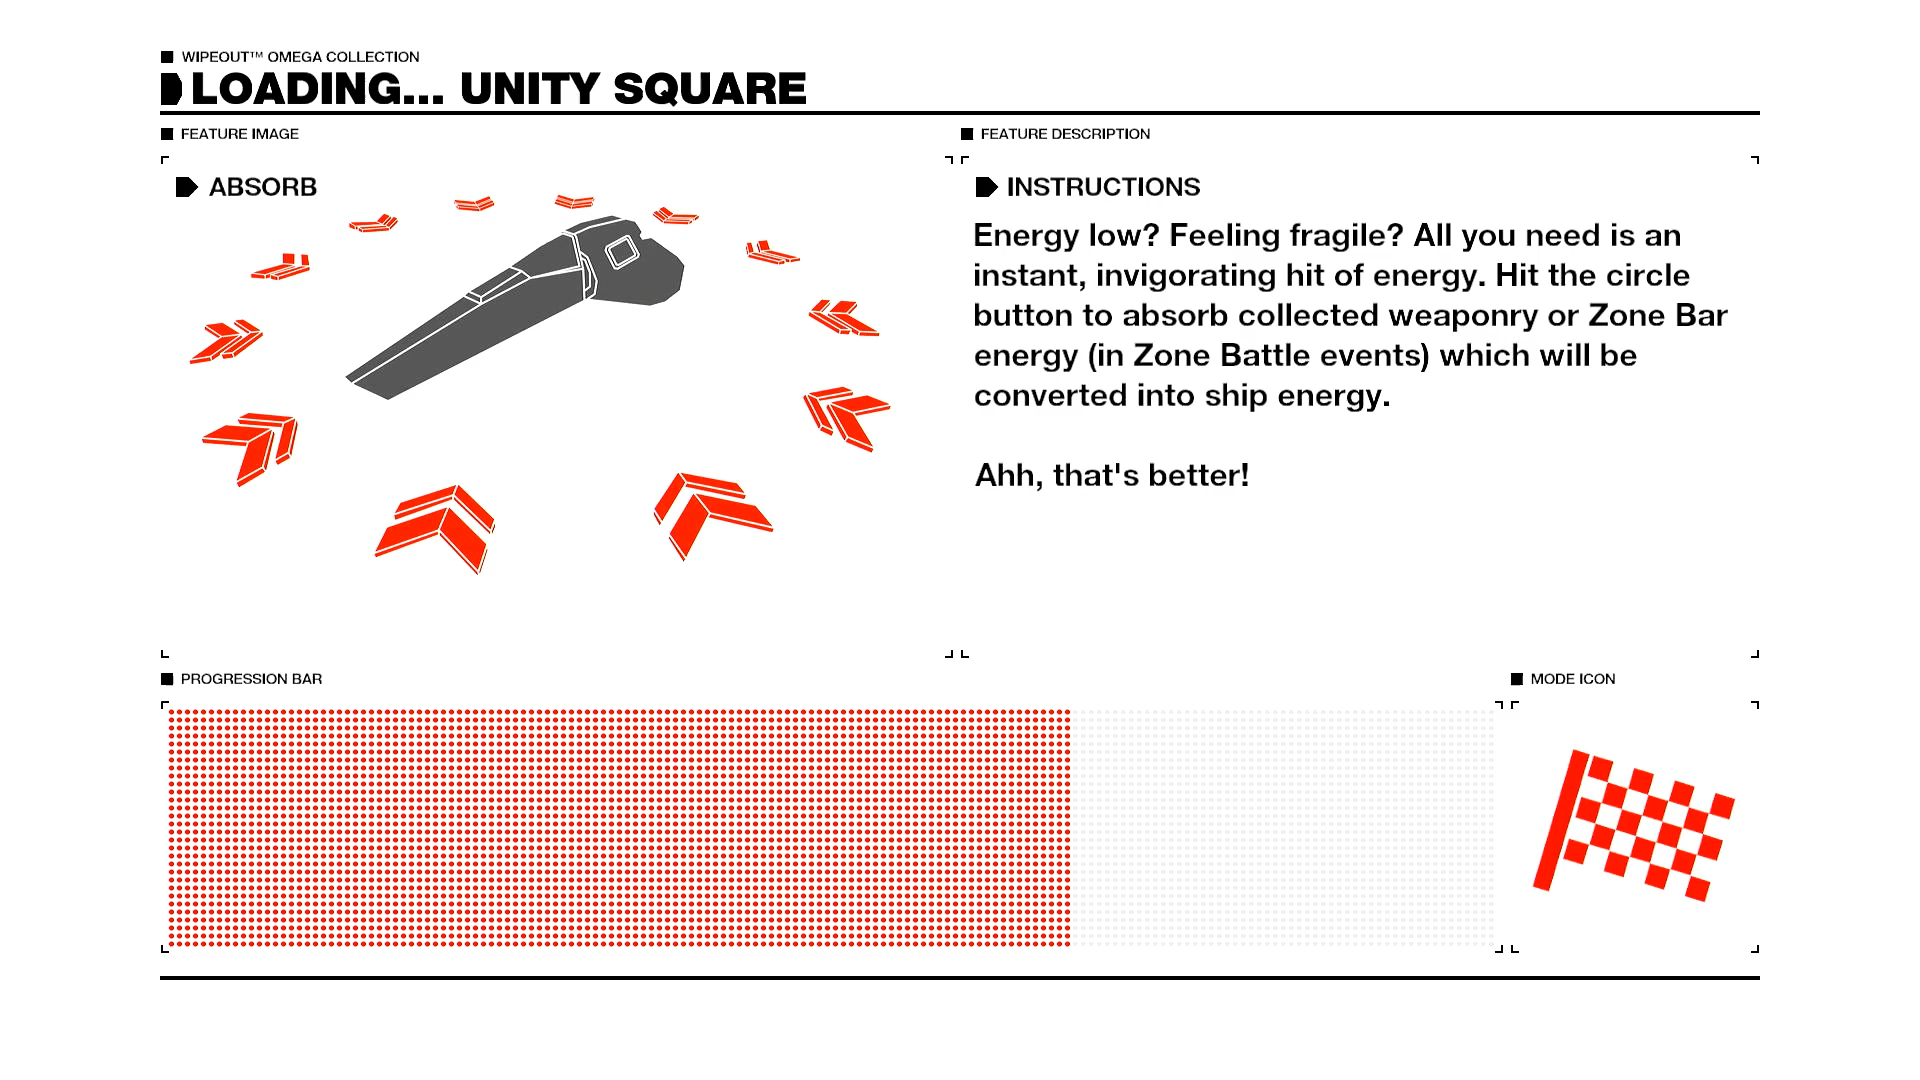 WIPEOUT™ OMEGA COLLECTION
LOADING... UNITY SQUARE
FEATURE IMAGE
ABSORB
FEATURE DESCRIPTION
INSTRUCTIONS
Energy low? Feeling fragile? All you need is an
instant, invigorating hit of energy. Hit the circle
button to absorb collected weaponry or Zone Bar
energy (in Zone Battle events) which will be
converted into ship energy.
Ahh, that's better!
PROGRESSION BAR
MODE ICON